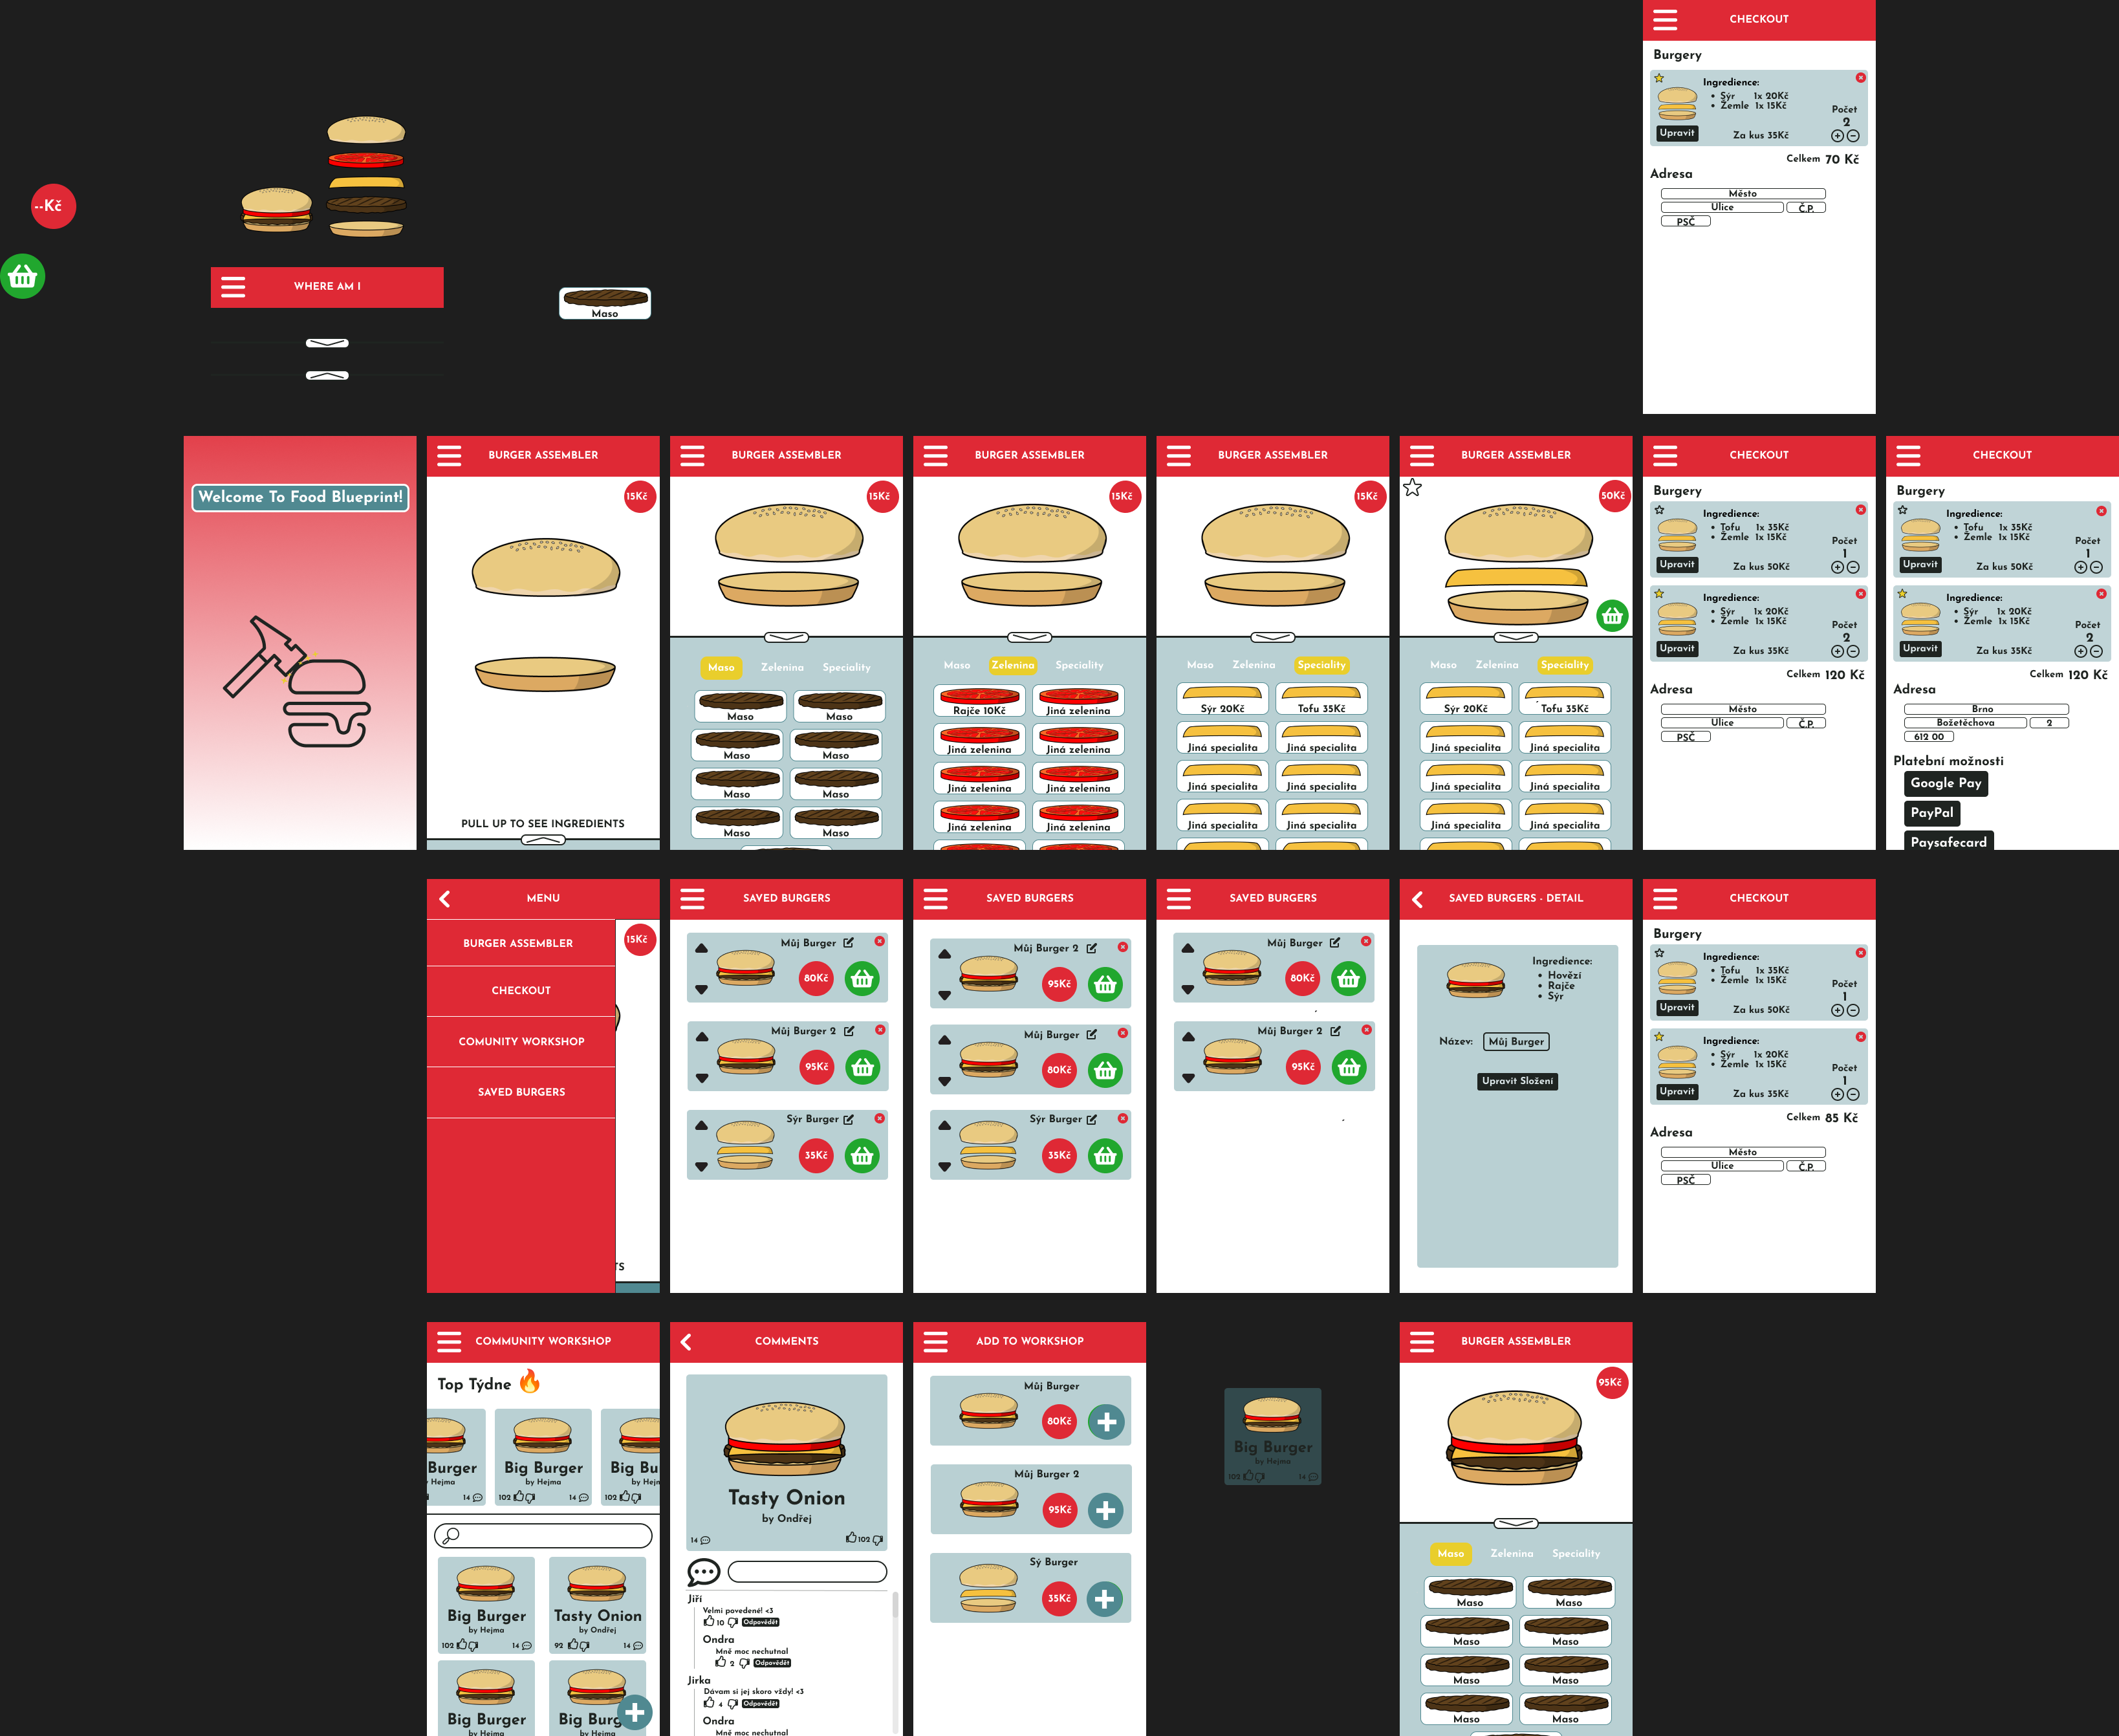 CHECKOUT
Burgery
Ingredience:
• Sýr 1x 20Kč
• Žemle 1x 15Kč
Počet
2
Upravit
Za kus 35Kč
Celkem 70 Kč
Adresa
Město
Ulice
Č.P.
PSČ
--Kč
WHERE AM I
Maso
Welcome To Food Blueprint!
BURGER ASSEMBLER
15Kč
PULL UP TO SEE INGREDIENTS
BURGER ASSEMBLER
15Kč
Maso Zelenina Speciality
Maso Maso
Maso Maso
Maso Maso
Maso Maso
BURGER ASSEMBLER
15Kč
Maso Zelenina Speciality
Rajče 10Kč Jiná zelenina
Jiná zelenina Jiná zelenina
Jiná zelenina Jiná zelenina
Jiná zelenina Jiná zelenina
BURGER ASSEMBLER
15Kč
Maso Zelenina Speciality
Sýr 20Kč Tofu 35Kč
Jiná specialita Jiná specialita
Jiná specialita Jiná specialita
Jiná specialita Jiná specialita
BURGER ASSEMBLER
50Kč
Maso Zelenina Speciality
Sýr 20Kč Tofu 35Kč
Jiná specialita Jiná specialita
Jiná specialita Jiná specialita
Jiná specialita Jiná specialita
CHECKOUT
Burgery
Ingredience:
• Tofu 1x 35Kč
• Žemle 1x 15Kč
Počet
1
Upravit
Za kus 50Kč
Ingredience:
• Sýr 1x 20Kč
• Žemle 1x 15Kč
Počet
2
Upravit
Za kus 35Kč
Celkem 120 Kč
Adresa
Město
Ulice
Č.P.
PSČ
CHECKOUT
Burgery
Ingredience:
• Tofu 1x 35Kč
• Žemle 1x 15Kč
Počet
1
Upravit
Za kus 50Kč
Ingredience:
• Sýr 1x 20Kč
• Žemle 1x 15Kč
Počet
2
Upravit
Za kus 35Kč
Celkem 120 Kč
Adresa
Brno
Božetěchova
2
612 00
Platební možnosti
Google Pay
PayPal
Paysafecard
MENU
15Kč
BURGER ASSEMBLER
CHECKOUT
COMUNITY WORKSHOP
SAVED BURGERS
TS
SAVED BURGERS
Můj Burger
80Kč
Můj Burger 2
95Kč
Sýr Burger
35Kč
SAVED BURGERS
Můj Burger 2
95Kč
Můj Burger
80Kč
Sýr Burger
35Kč
SAVED BURGERS
Můj Burger
80Kč
Můj Burger 2
95Kč
SAVED BURGERS - DETAIL
Ingredience:
• Hovězí
• Rajče
• Sýr
Název: Můj Burger
Upravit Složení
CHECKOUT
Burgery
Ingredience:
• Tofu 1x 35Kč
• Žemle 1x 15Kč
Počet
1
Upravit
Za kus 50Kč
Ingredience:
• Sýr 1x 20Kč
• Žemle 1x 15Kč
Počet
1
Upravit
Za kus 35Kč
Celkem 85 Kč
Adresa
Město
Ulice
Č.P.
PSČ
COMMUNITY WORKSHOP
Top Týdne
Burger Big Burger Big Bu
Hejma by Hejma by Hejm
14 102 14 102
Big Burger Tasty Onion
by Hejma by Ondřej
102 14 92 14
Big Burger Big Burg
by Hejma by Hejma
COMMENTS
Tasty Onion
by Ondřej
14 102
Jiří
Velmi povedené! <3
10 Odpovědět
Ondra
Mně moc nechutnal
2 Odpovědět
Jirka
Dávam si jej skoro vždy! <3
4 Odpovědět
Ondra
Mně moc nechutnal
ADD TO WORKSHOP
Můj Burger
80Kč
Můj Burger 2
95Kč
Sý Burger
35Kč
Big Burger
by Hejma
102 14
BURGER ASSEMBLER
95Kč
Maso Zelenina Speciality
Maso Maso
Maso Maso
Maso Maso
Maso Maso